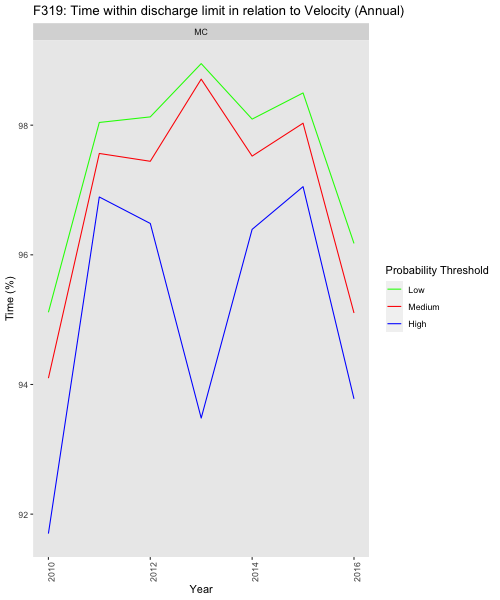 F319: Time within discharge limit in relation to Velocity (Annual)
MC
98
96
94
92
Time (%)
2010
2012
2014
2016
Year
Probability Threshold
Low
Medium
High